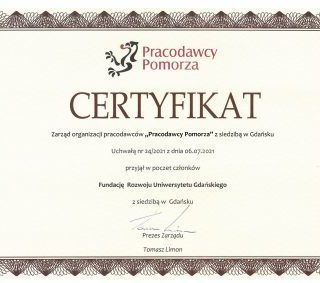 Pracodawcy
Pomorza
CERTYFIKAT
Zarząd organizacji pracodawców „Pracodawcy Pomorza” z siedzibą w Gdańsku
Uchwałą nr 24/2021 z dnia 06.07.2021
przyjął w poczet członków
Fundację Rozwoju Uniwersytetu Gdańskiego
z siedzibą w Gdańsku
Prezes Zarządu
Tomasz Limon